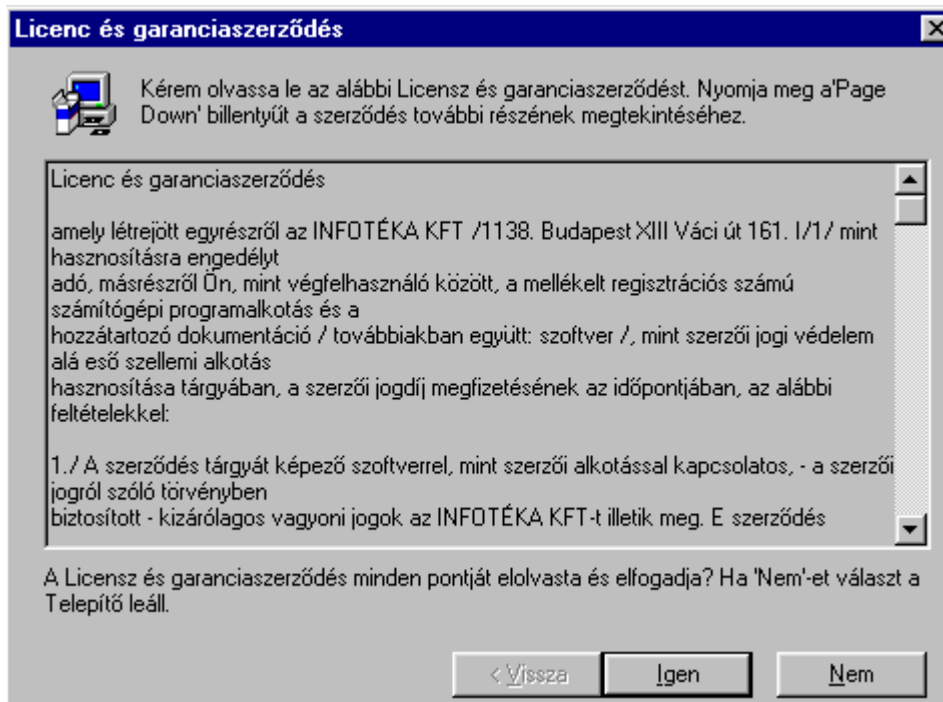 Licenc és garanciaszerződés
Kérem olvassa le az alábbi Licensz és garanciaszerződést. Nyomja meg a'Page
Down' billentyűt a szerződés további részének megtekintéséhez.
Licenc és garanciaszerződés
amely létrejött egyrészről az INFOTÉKA KFT /1138. Budapest XIII Váci út 161. I/1/ mint
hasznosításra engedélyt
adó, másrészről Ön, mint végfelhasználó között, a mellékelt regisztrációs számú
számítógépi programalkotás és a
hozzátartozó dokumentáció / továbbiakban együtt: szoftver /, mint szerzői jogi védelem
alá eső szellemi alkotás
hasznosítása tárgyában, a szerzői jogdíj megfizetésének az időpontjában, az alábbi
feltételekkel:
1./ A szerződés tárgyát képező szoftverrel, mint szerzői alkotással kapcsolatos, - a szerzői
jogról szóló törvényben
biztosított - kizárólagos vagyoni jogok az INFOTÉKA KFT-t illetik meg. E szerződés
A Licensz és garanciaszerződés minden pontját elolvasta és elfogadja? Ha 'Nem'-et választ a
Telepítő leáll.
< Vissza
Igen
Nem